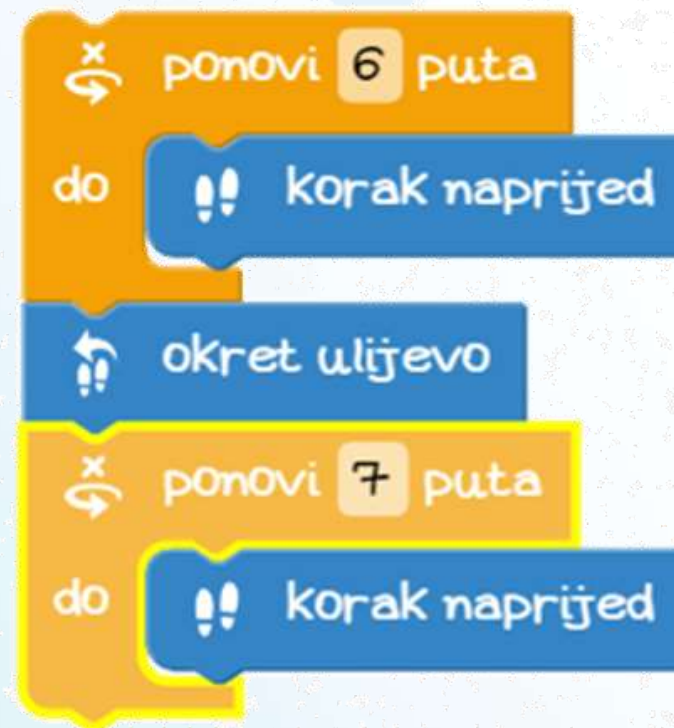 ponovi 6 puta
do korak naprijed
okret ulijevo
ponovi 7 puta
do korak naprijed